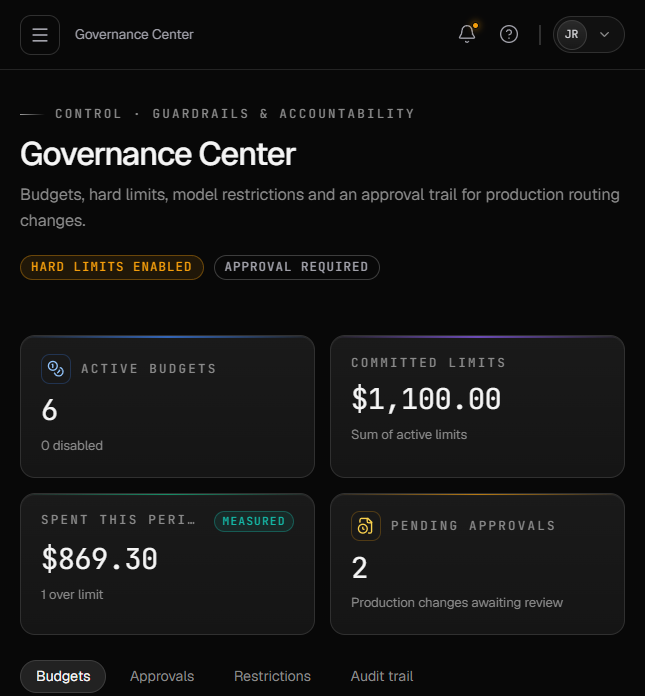 Governance Center
JR
CONTROL · GUARDRAILS & ACCOUNTABILITY
Governance Center
Budgets, hard limits, model restrictions and an approval trail for production routing
changes.
HARD LIMITS ENABLED
APPROVAL REQUIRED
ACTIVE BUDGETS
6
0 disabled
COMMITTED LIMITS
$1,100.00
Sum of active limits
SPENT THIS PERI…
MEASURED
$869.30
1 over limit
PENDING APPROVALS
2
Production changes awaiting review
Budgets
Approvals
Restrictions
Audit trail